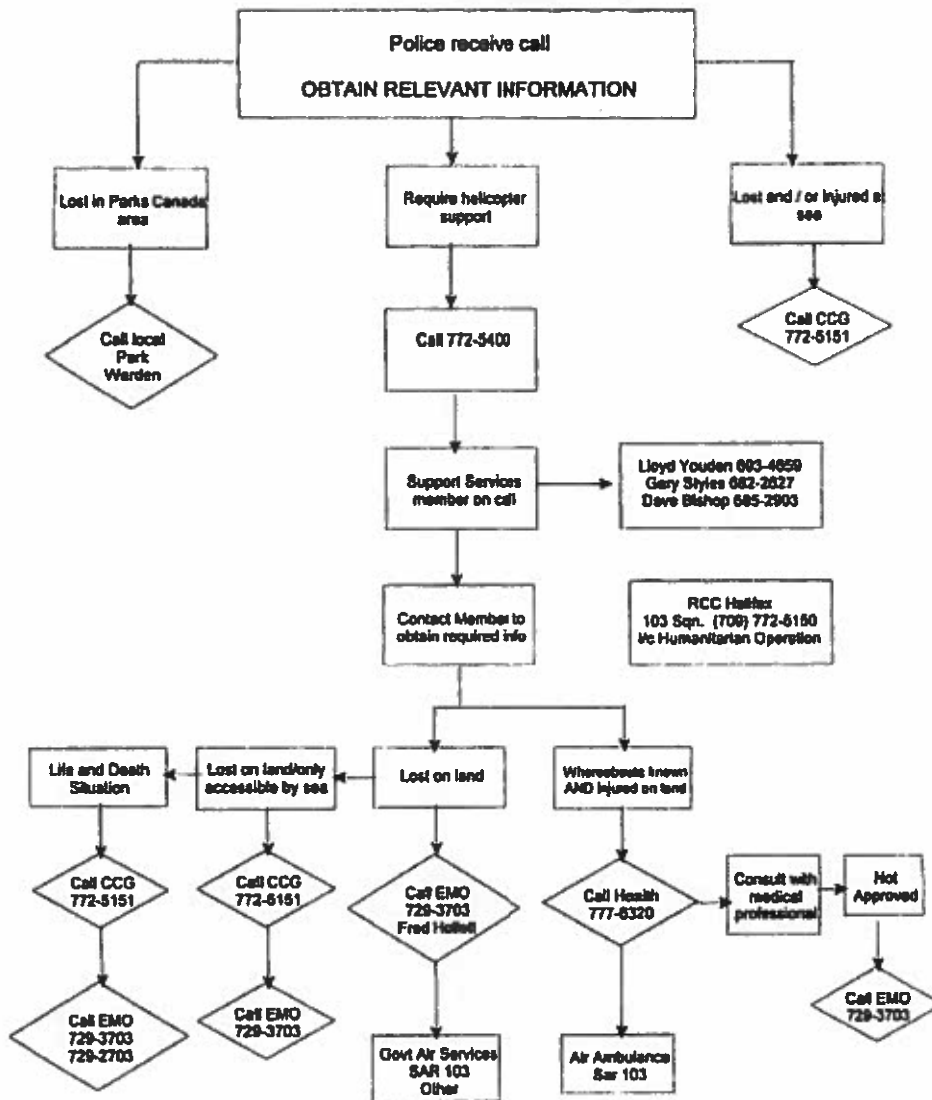 Police receive call
OBTAIN RELEVANT INFORMATION
Lost in Parks Canada
area
Require helicopter
support
Lost and / or injured at
sea
Call local
Park
Warden
Call 772-5400
Call CCG
772-5151
Support Services
member on call
Lloyd Youden 693-4659
Gary Styles 682-2627
Dave Bishop 685-2903
Contact Member to
obtain required info
RCC Halifax
103 Sqn. (709) 772-5150
i/c Humanitarian Operation
Life and Death
Situation
Lost on land/only
accessible by sea
Lost on land
Whereabouts known
AND injured on land
Call CCG
772-5151
Call CCG
772-5151
Call EMO
729-3703
Fred Hollett
Call Health
777-6320
Consult with
medical
professional
Not
Approved
Call EMO
729-3703
729-2703
Call EMO
729-3703
Call EMO
729-3703
Govt Air Services
SAR 103
Other
Air Ambulance
Sar 103